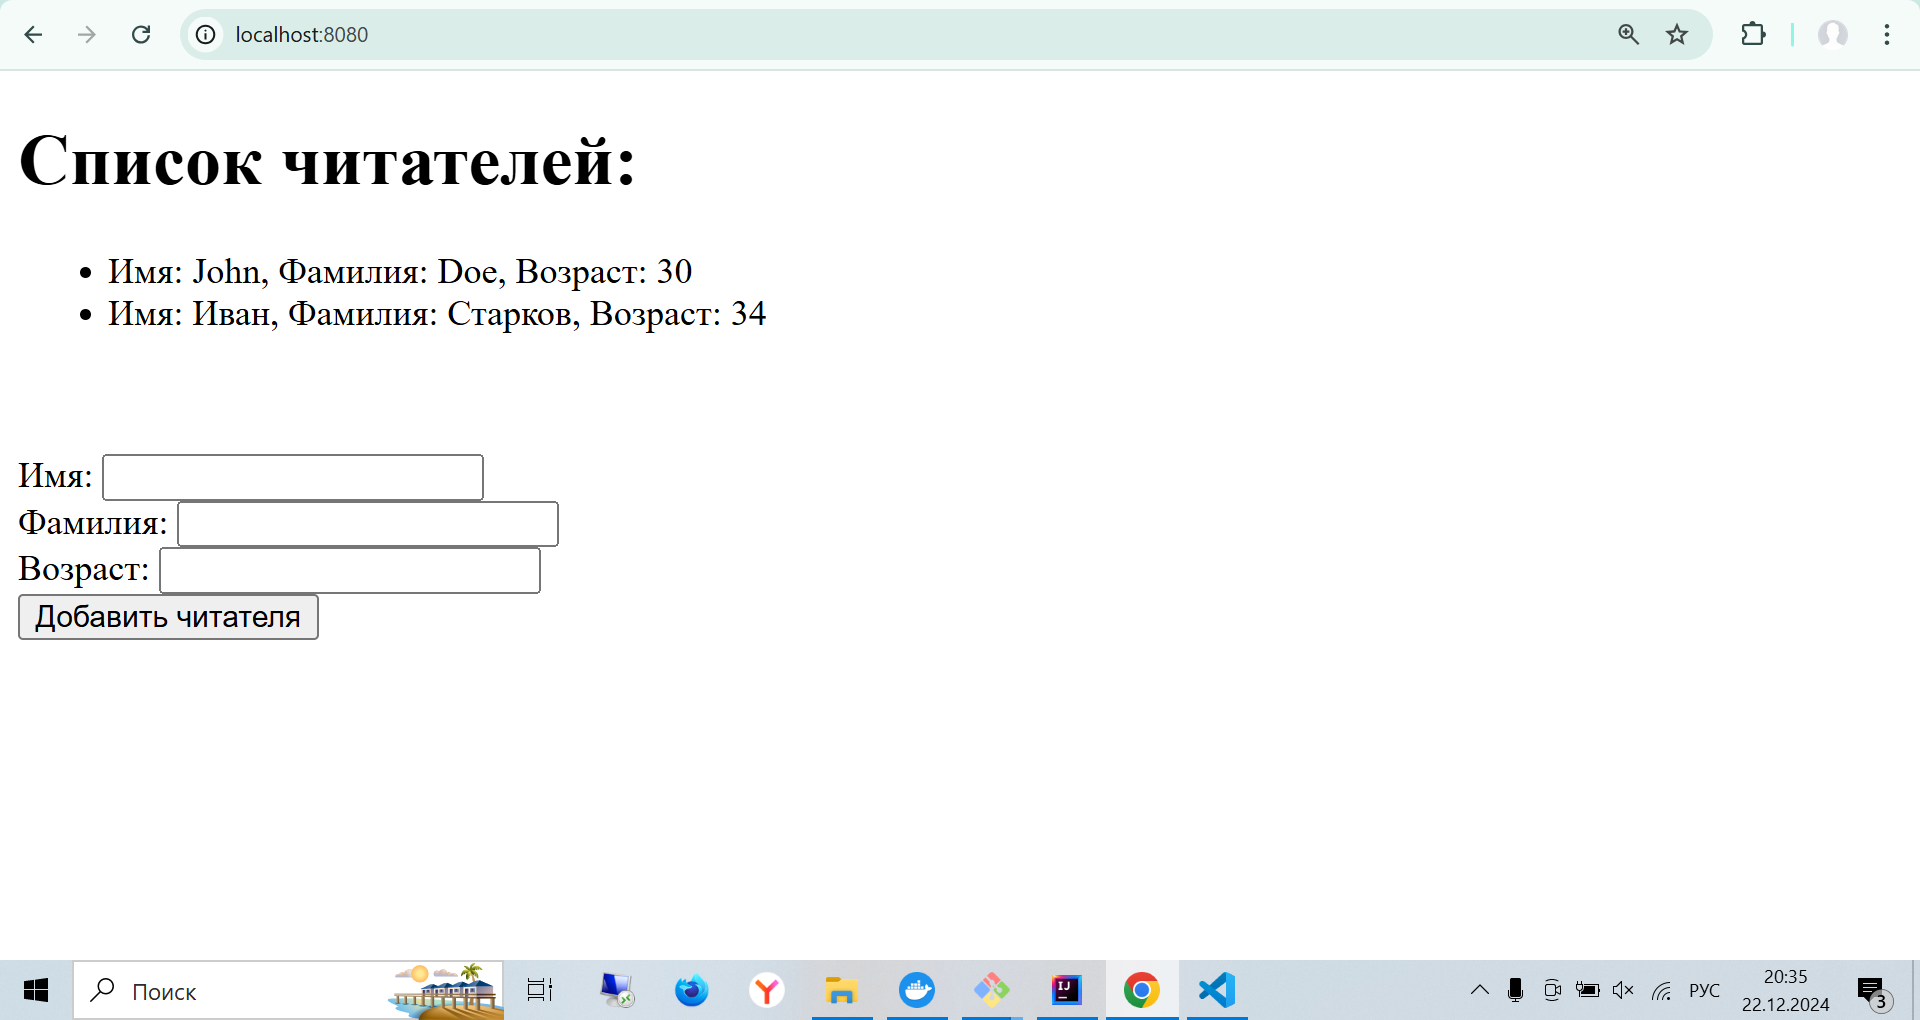 localhost:8080
Список читателей:
Имя: John, Фамилия: Doe, Возраст: 30
Имя: Иван, Фамилия: Старков, Возраст: 34
Имя:
Фамилия:
Возраст:
Добавить читателя
Поиск
IJ
РУС
20:35
22.12.2024
3